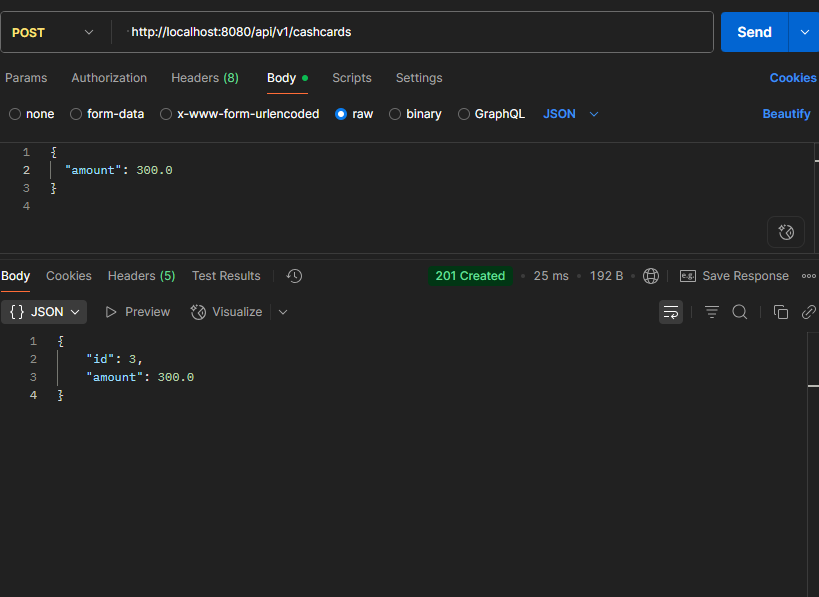 POST http://localhost:8080/api/v1/cashcards Send
Params Authorization Headers (8) Body Scripts Settings Cookies
none form-data x-www-form-urlencoded raw binary GraphQL JSON Beautify
1 {
2 "amount": 300.0
3 }
4
Body Cookies Headers (5) Test Results 201 Created 25 ms 192 B e.g. Save Response
{} JSON Preview Visualize
1 {
2 "id": 3,
3 "amount": 300.0
4 }